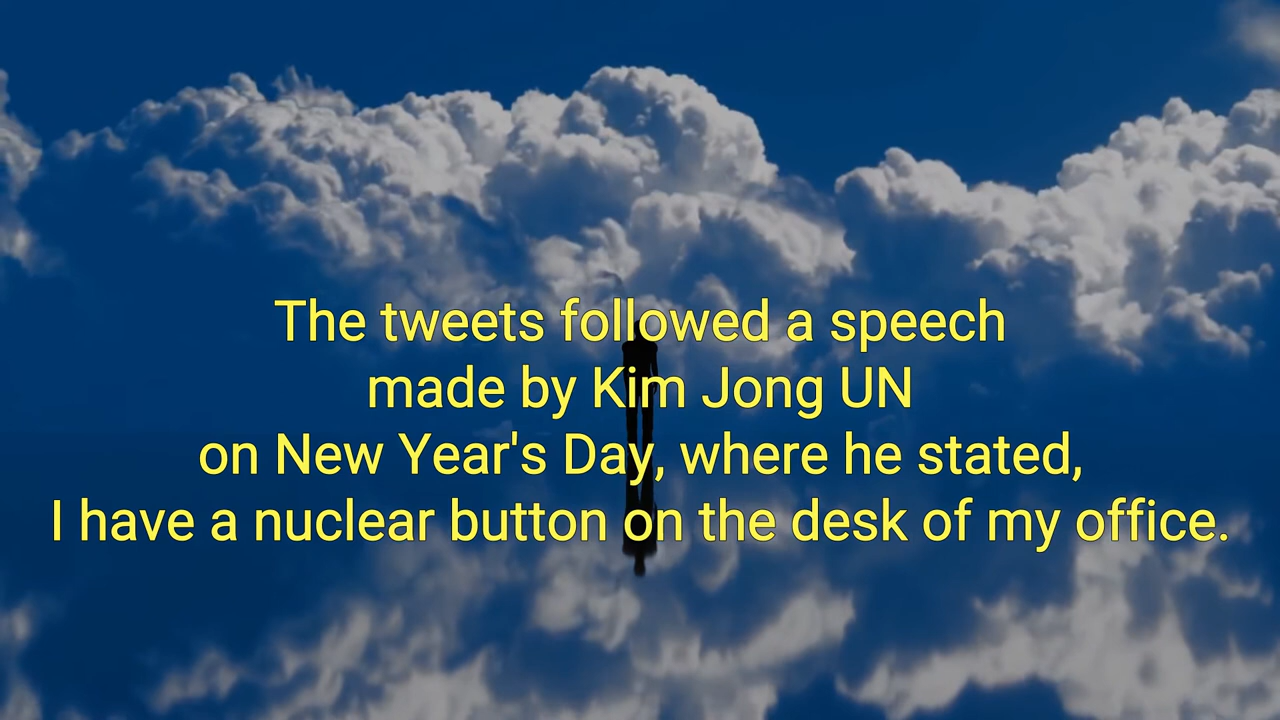 The tweets followed a speech
made by Kim Jong UN
on New Year's Day, where he stated,
I have a nuclear button on the desk of my office.